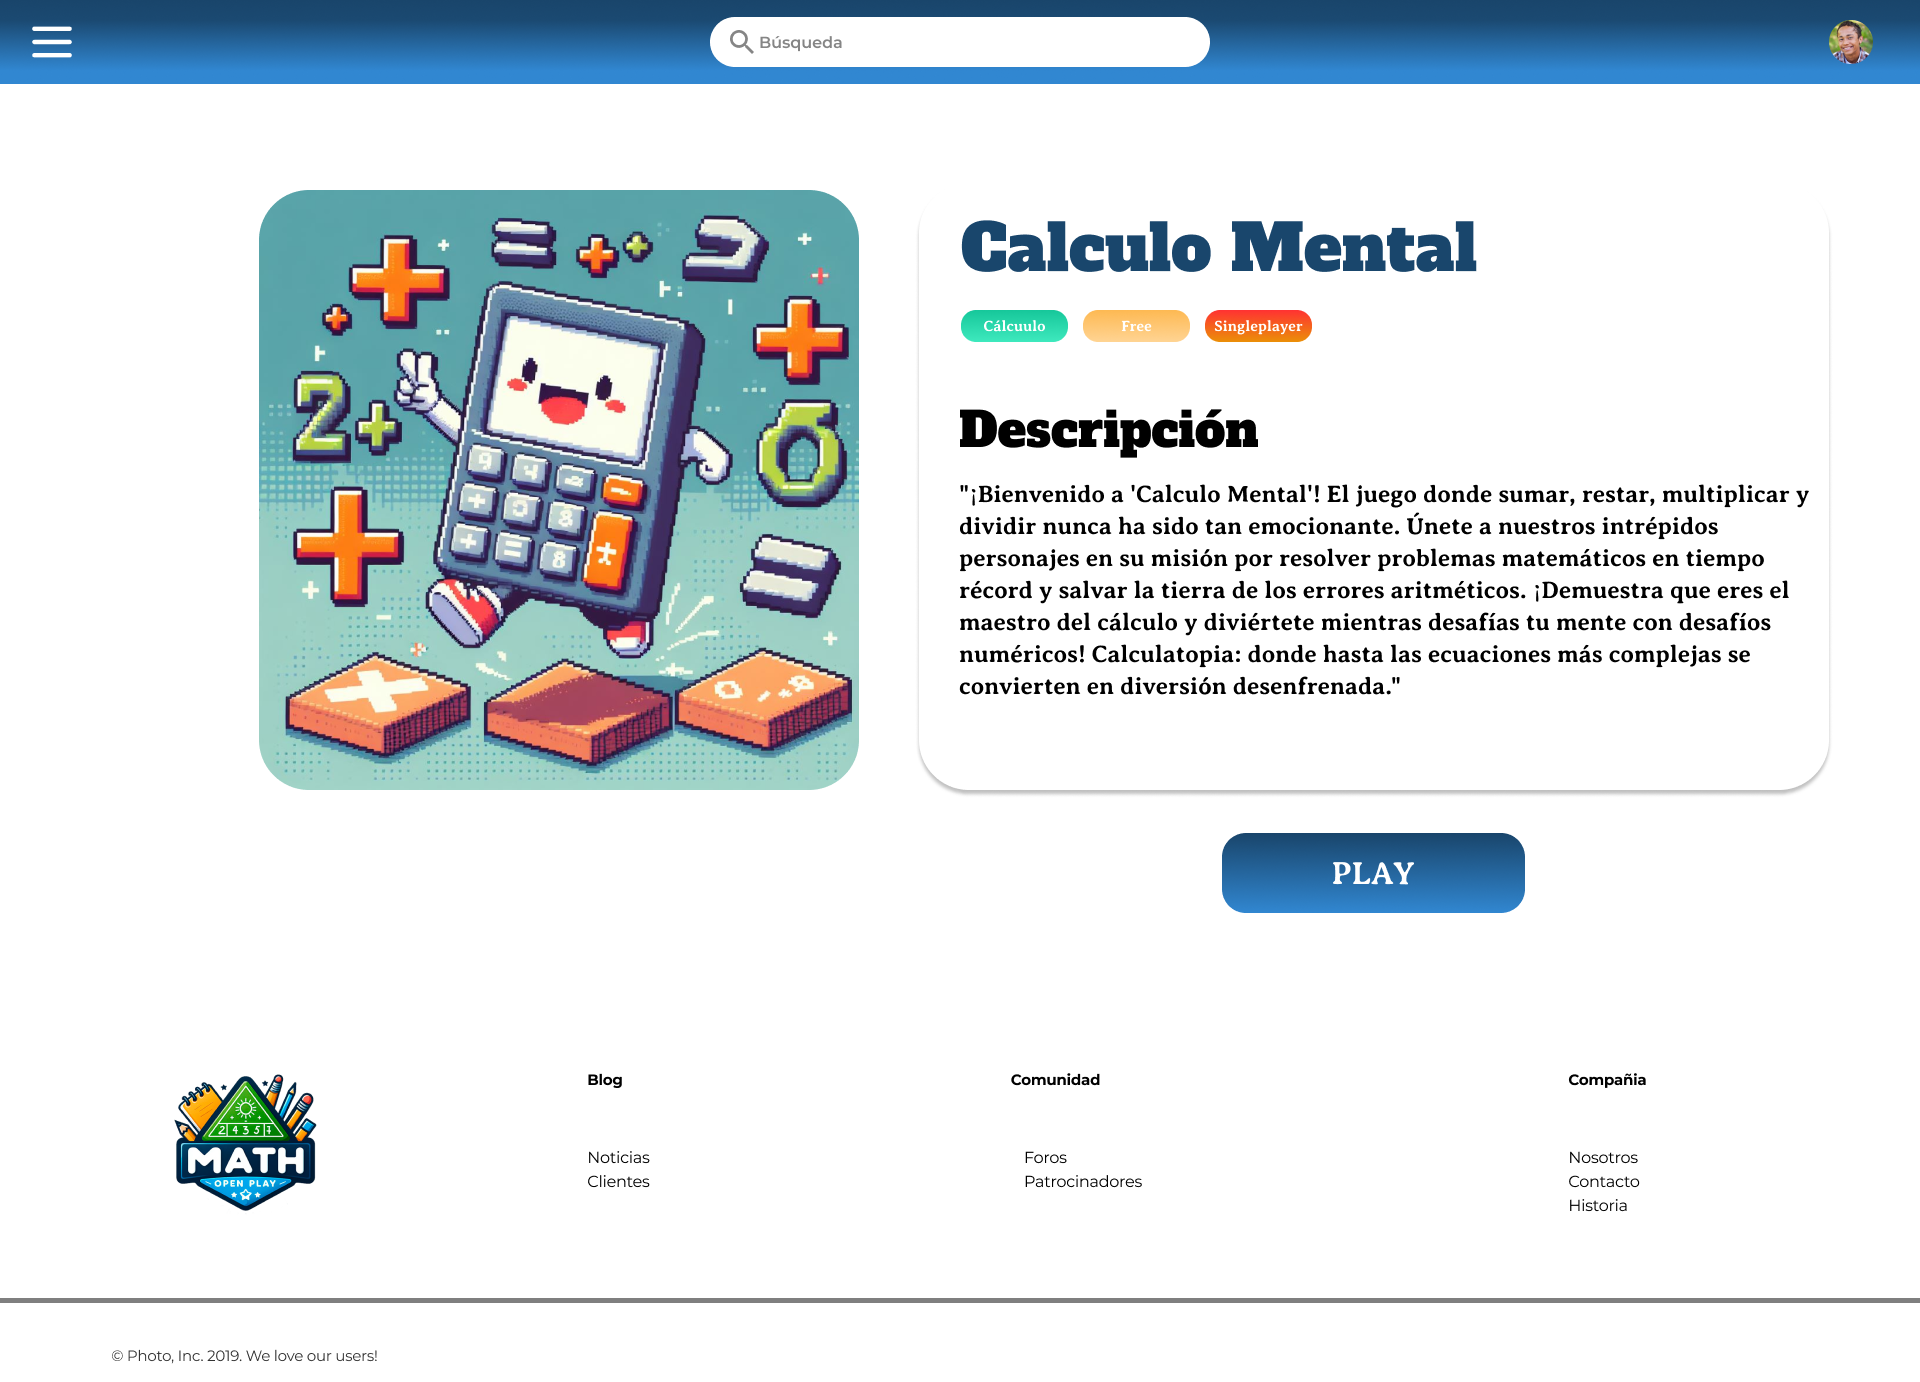 Búsqueda
Calculo Mental
Cálcuulo
Free
Singleplayer
Descripción
"¡Bienvenido a 'Calculo Mental'! El juego donde sumar, restar, multiplicar y
dividir nunca ha sido tan emocionante. Únete a nuestros intrépidos
personajes en su misión por resolver problemas matemáticos en tiempo
récord y salvar la tierra de los errores aritméticos. ¡Demuestra que eres el
maestro del cálculo y diviértete mientras desafías tu mente con desafíos
numéricos! Calculatopia: donde hasta las ecuaciones más complejas se
convierten en diversión desenfrenada."
PLAY
2 4 3 5
MATH
OPEN PLAY
Blog
Noticias
Clientes
Comunidad
Foros
Patrocinadores
Compañia
Nosotros
Contacto
Historia
© Photo, Inc. 2019. We love our users!